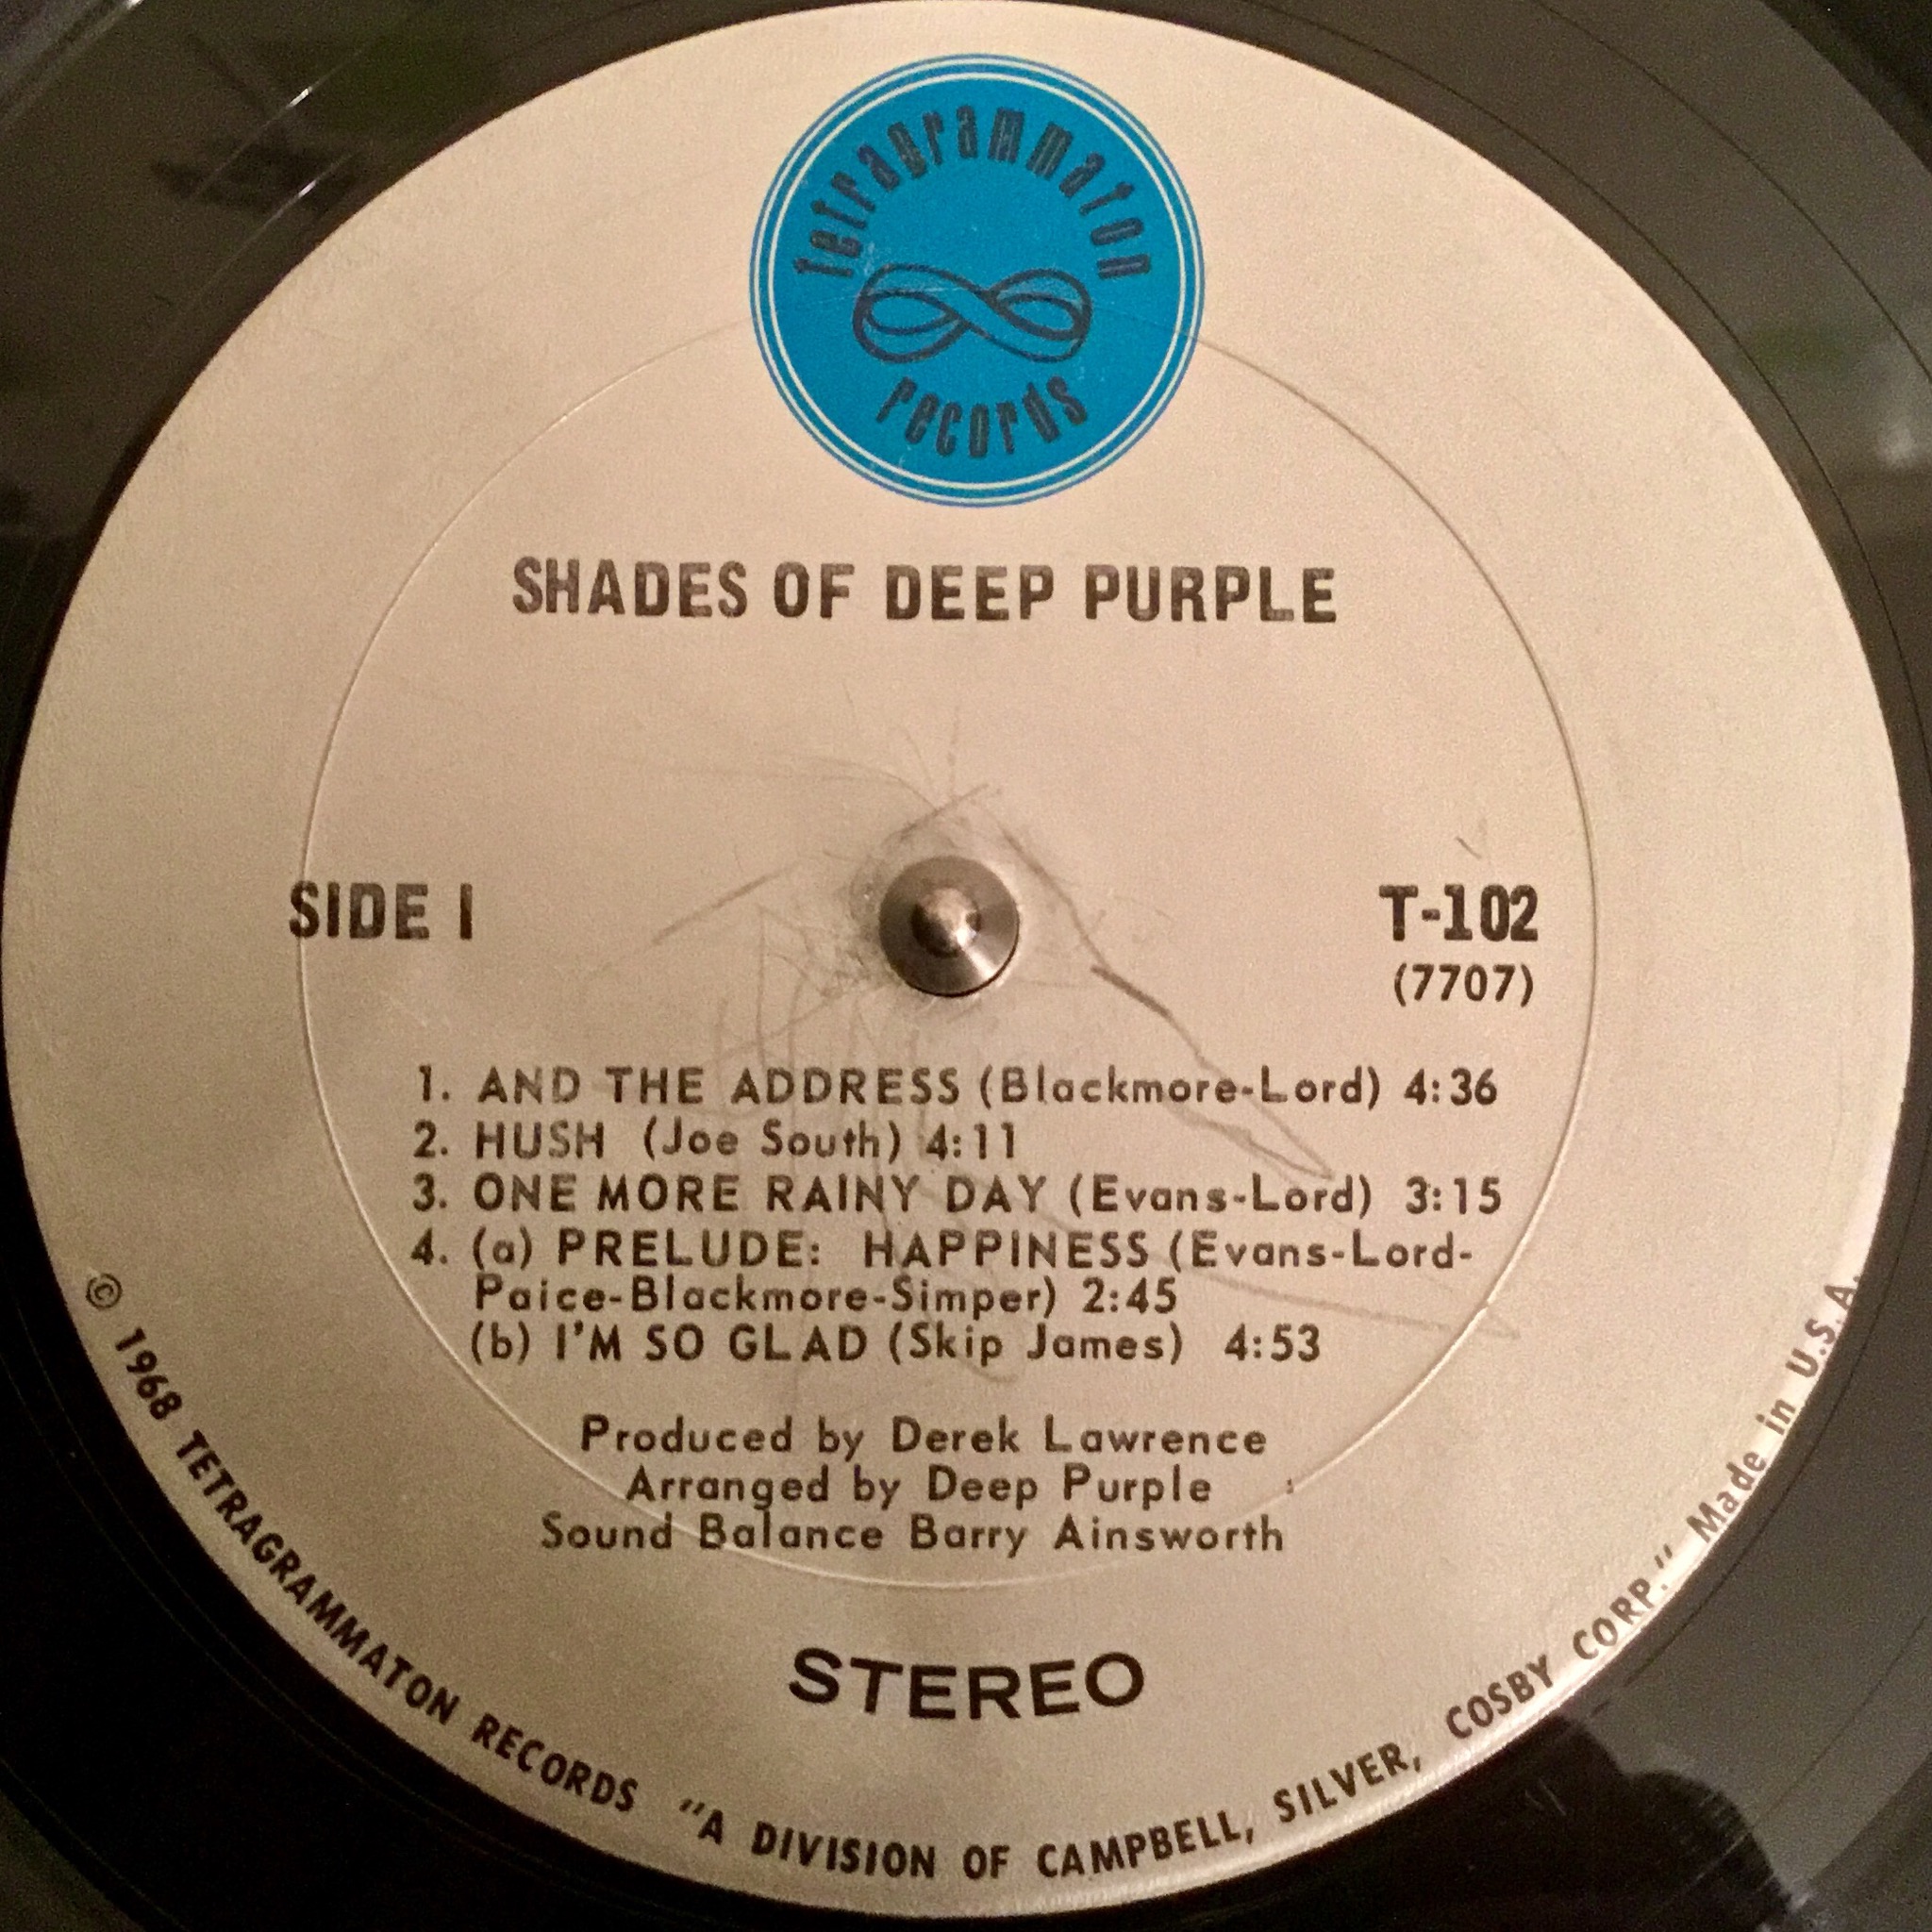 tetragrammaton
records
SHADES OF DEEP PURPLE
SIDE I
T-102
(7707)
1. AND THE ADDRESS (Blackmore-Lord) 4:36
2. HUSH (Joe South) 4:11
3. ONE MORE RAINY DAY (Evans-Lord) 3:15
4. (a) PRELUDE: HAPPINESS (Evans-Lord-
Paice-Blackmore-Simper) 2:45
(b) I'M SO GLAD (Skip James) 4:53
Produced by Derek Lawrence
Arranged by Deep Purple
Sound Balance Barry Ainsworth
STEREO
© 1968 TETRAGRAMMATON RECORDS "A DIVISION OF CAMPBELL, SILVER, COSBY CORP." Made in U.S.A.